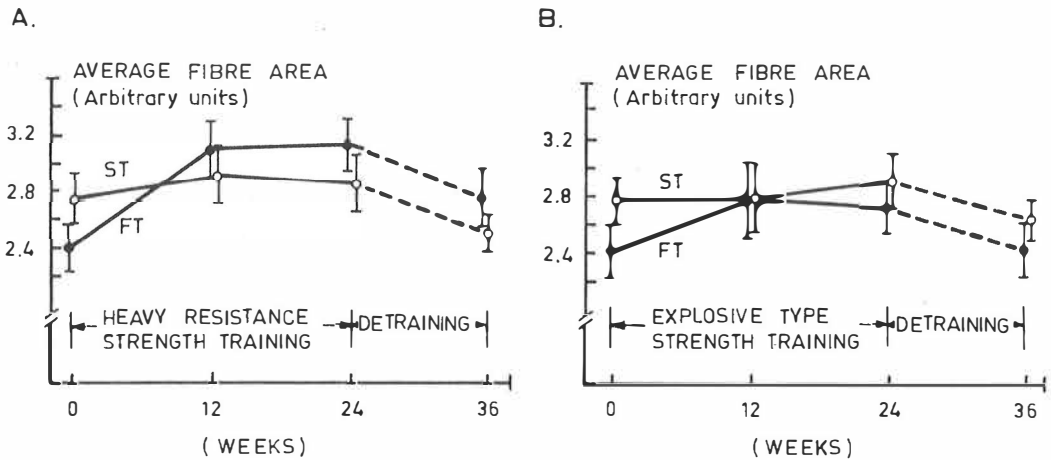 A.
AVERAGE FIBRE AREA
(Arbitrary units)
3.2
2.8
2.4
ST
FT
HEAVY RESISTANCE
STRENGTH TRAINING
DETRAINING
0 12 24 36
(WEEKS)
B.
AVERAGE FIBRE AREA
(Arbitrary units)
3.2
2.8
2.4
ST
FT
EXPLOSIVE TYPE
STRENGTH TRAINING
DETRAINING
0 12 24 36
(WEEKS)